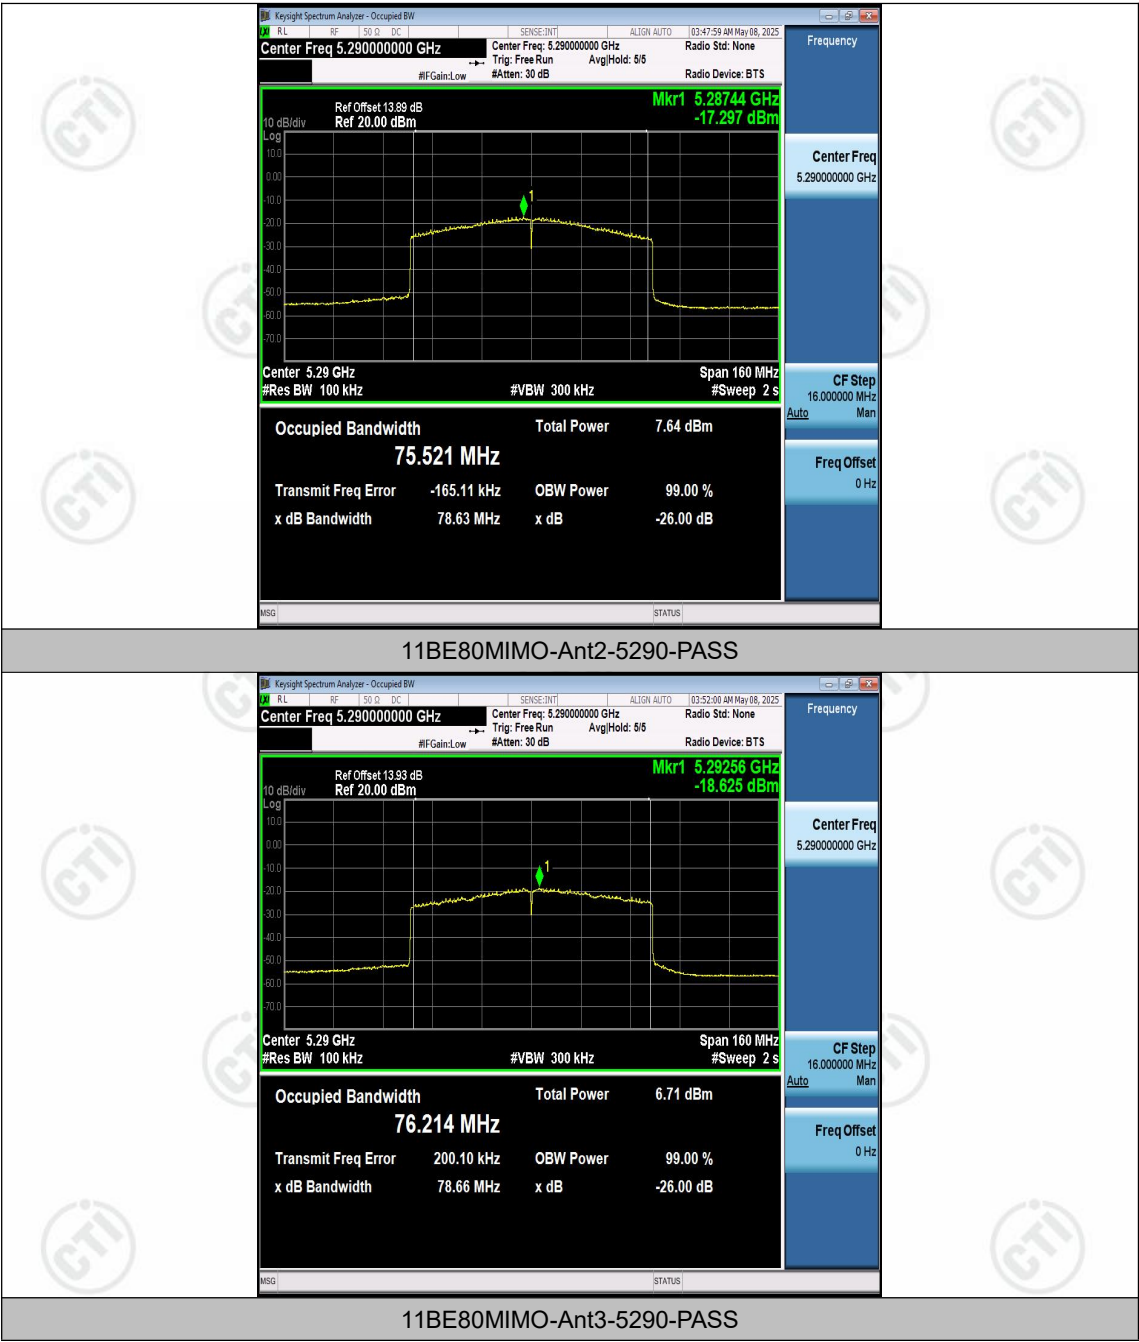 Keysight Spectrum Analyzer - Occupied BW
RL RF 50 Ω DC SENSE:INT ALIGN AUTO 03:47:59 AM May 08, 2025
Center Freq 5.290000000 GHz
Center Freq: 5.290000000 GHz Radio Std: None
Trig: Free Run Avg|Hold: 5/5
#IFGain:Low #Atten: 30 dB Radio Device: BTS
Frequency
Mkr1 5.28744 GHz
-17.297 dBm
Ref Offset 13.89 dB
10 dB/div Ref 20.00 dBm
Log
10.0
0.00
-10.0
-20.0
-30.0
-40.0
-50.0
-60.0
-70.0
1
Center 5.29 GHz Span 160 MHz
#Res BW 100 kHz #VBW 300 kHz #Sweep 2 s
Center Freq
5.290000000 GHz
CF Step
16.000000 MHz
Auto Man
Freq Offset
0 Hz
Occupied Bandwidth Total Power 7.64 dBm
75.521 MHz
Transmit Freq Error -165.11 kHz OBW Power 99.00 %
x dB Bandwidth 78.63 MHz x dB -26.00 dB
MSG STATUS
11BE80MIMO-Ant2-5290-PASS
Keysight Spectrum Analyzer - Occupied BW
RL RF 50 Ω DC SENSE:INT ALIGN AUTO 03:52:00 AM May 08, 2025
Center Freq 5.290000000 GHz
Center Freq: 5.290000000 GHz Radio Std: None
Trig: Free Run Avg|Hold: 5/5
#IFGain:Low #Atten: 30 dB Radio Device: BTS
Frequency
Mkr1 5.29256 GHz
-18.625 dBm
Ref Offset 13.93 dB
10 dB/div Ref 20.00 dBm
Log
10.0
0.00
-10.0
-20.0
-30.0
-40.0
-50.0
-60.0
-70.0
1
Center 5.29 GHz Span 160 MHz
#Res BW 100 kHz #VBW 300 kHz #Sweep 2 s
Center Freq
5.290000000 GHz
CF Step
16.000000 MHz
Auto Man
Freq Offset
0 Hz
Occupied Bandwidth Total Power 6.71 dBm
76.214 MHz
Transmit Freq Error 200.10 kHz OBW Power 99.00 %
x dB Bandwidth 78.66 MHz x dB -26.00 dB
MSG STATUS
11BE80MIMO-Ant3-5290-PASS
CTI
CTI
CTI
CTI
CTI
CTI
CTI
CTI
CTI
CTI
CTI
CTI